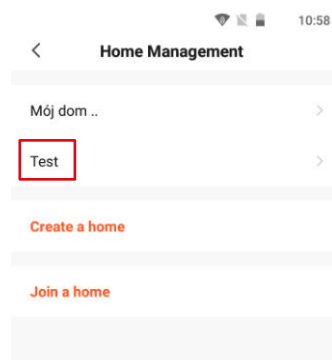 10:58
Home Management
Mój dom ..
Test
Create a home
Join a home